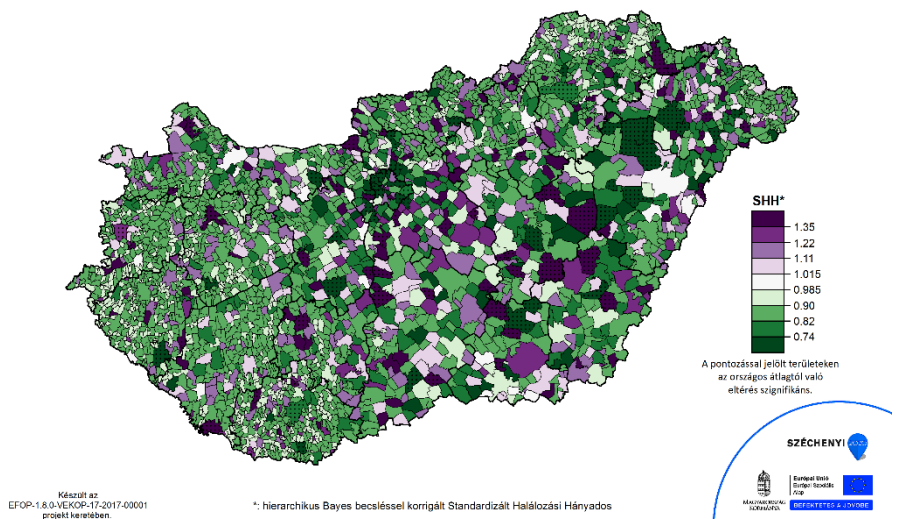 SHH*
1.35
1.22
1.11
1.015
0.985
0.90
0.82
0.74
A pontozással jelölt területeken
az országos átlagtól való
eltérés szignifikáns.
SZÉCHENYI 2020
MAGYARORSZÁG
KORMÁNYA
Európai Unió
Európai Szociális
Alap
BEFEKTETÉS A JÖVŐBE
Készült az
EFOP-1.8.0-VEKOP-17-2017-00001
projekt keretében.
*: hierarchikus Bayes becsléssel korrigált Standardizált Halálozási Hányados